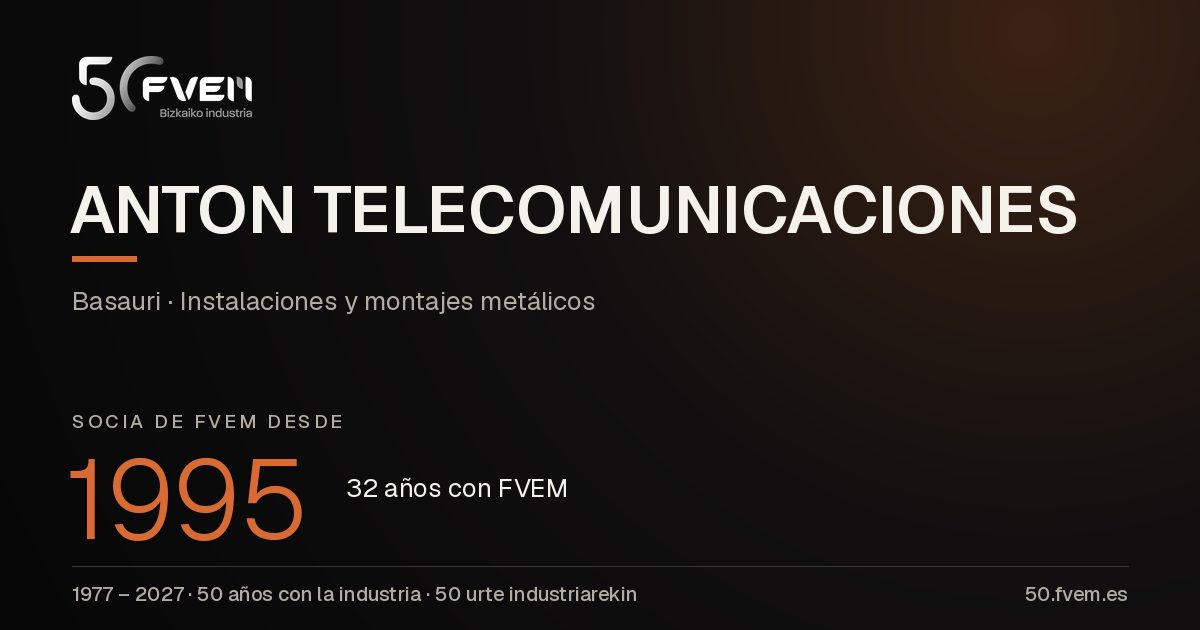 50 FVEM
Bizkaiko industria
ANTON TELECOMUNICACIONES
Basauri · Instalaciones y montajes metálicos
SOCIA DE FVEM DESDE
1995
32 años con FVEM
1977 – 2027 · 50 años con la industria · 50 urte industriarekin
50.fvem.es